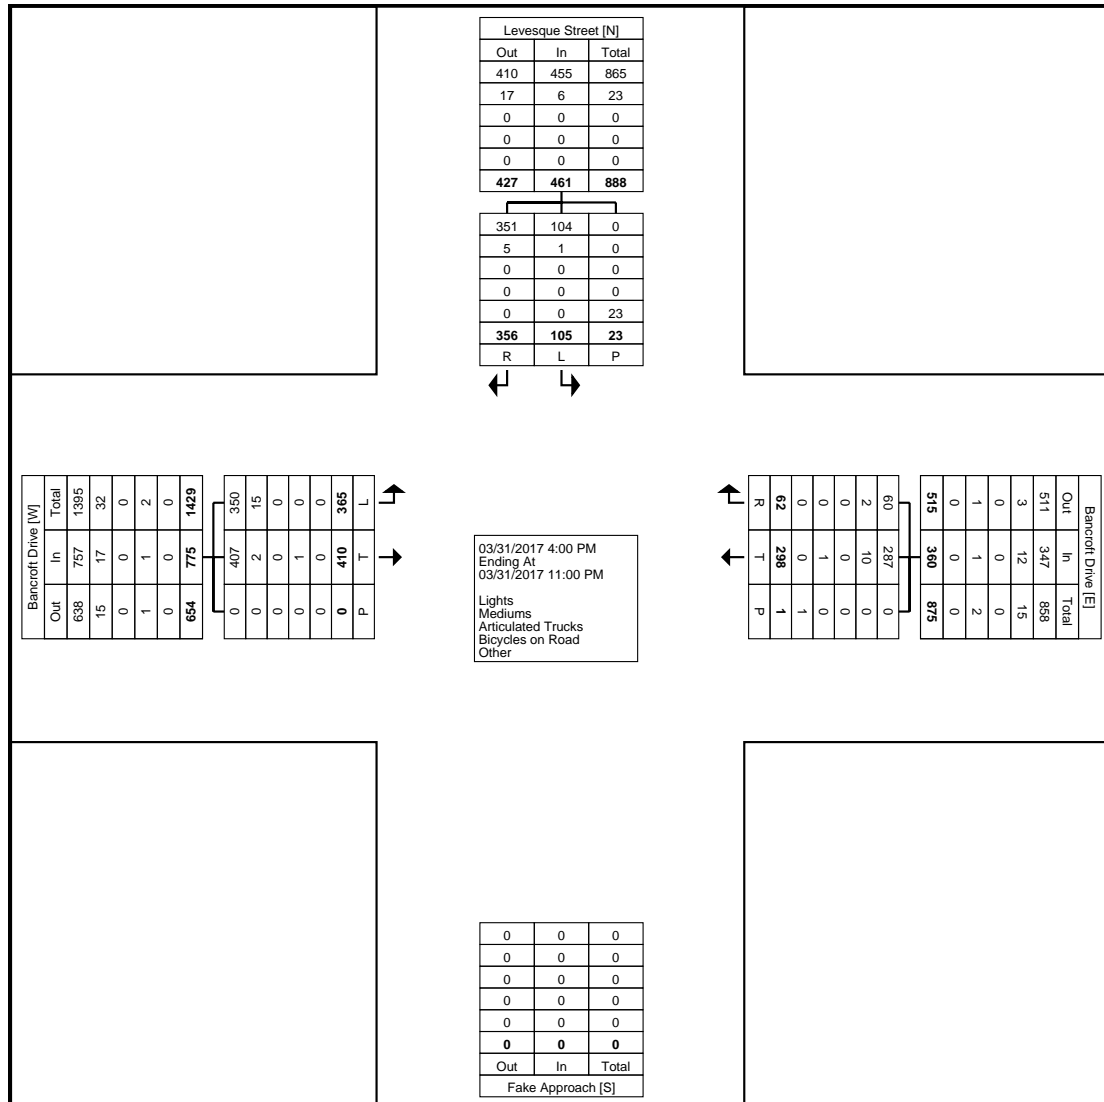 Levesque Street [N]
Out In Total
410 455 865
17 6 23
0 0 0
0 0 0
0 0 0
427 461 888
351 104 0
5 1 0
0 0 0
0 0 0
0 0 23
356 105 23
R L P
Bancroft Drive [W]
Out In Total
638 757 1395
15 17 32
0 0 0
1 1 2
0 0 0
654 775 1429
0 407 350
0 2 15
0 0 0
0 1 0
0 0 0
0 410 365
P T L
03/31/2017 4:00 PM
Ending At
03/31/2017 11:00 PM
Lights
Mediums
Articulated Trucks
Bicycles on Road
Other
Bancroft Drive [E]
Out In Total
511 347 858
3 12 15
0 0 0
1 1 2
0 0 0
515 360 875
60 287 0
2 10 0
0 0 0
0 1 0
0 0 1
62 298 1
R T P
0 0 0
0 0 0
0 0 0
0 0 0
0 0 0
0 0 0
Out In Total
Fake Approach [S]